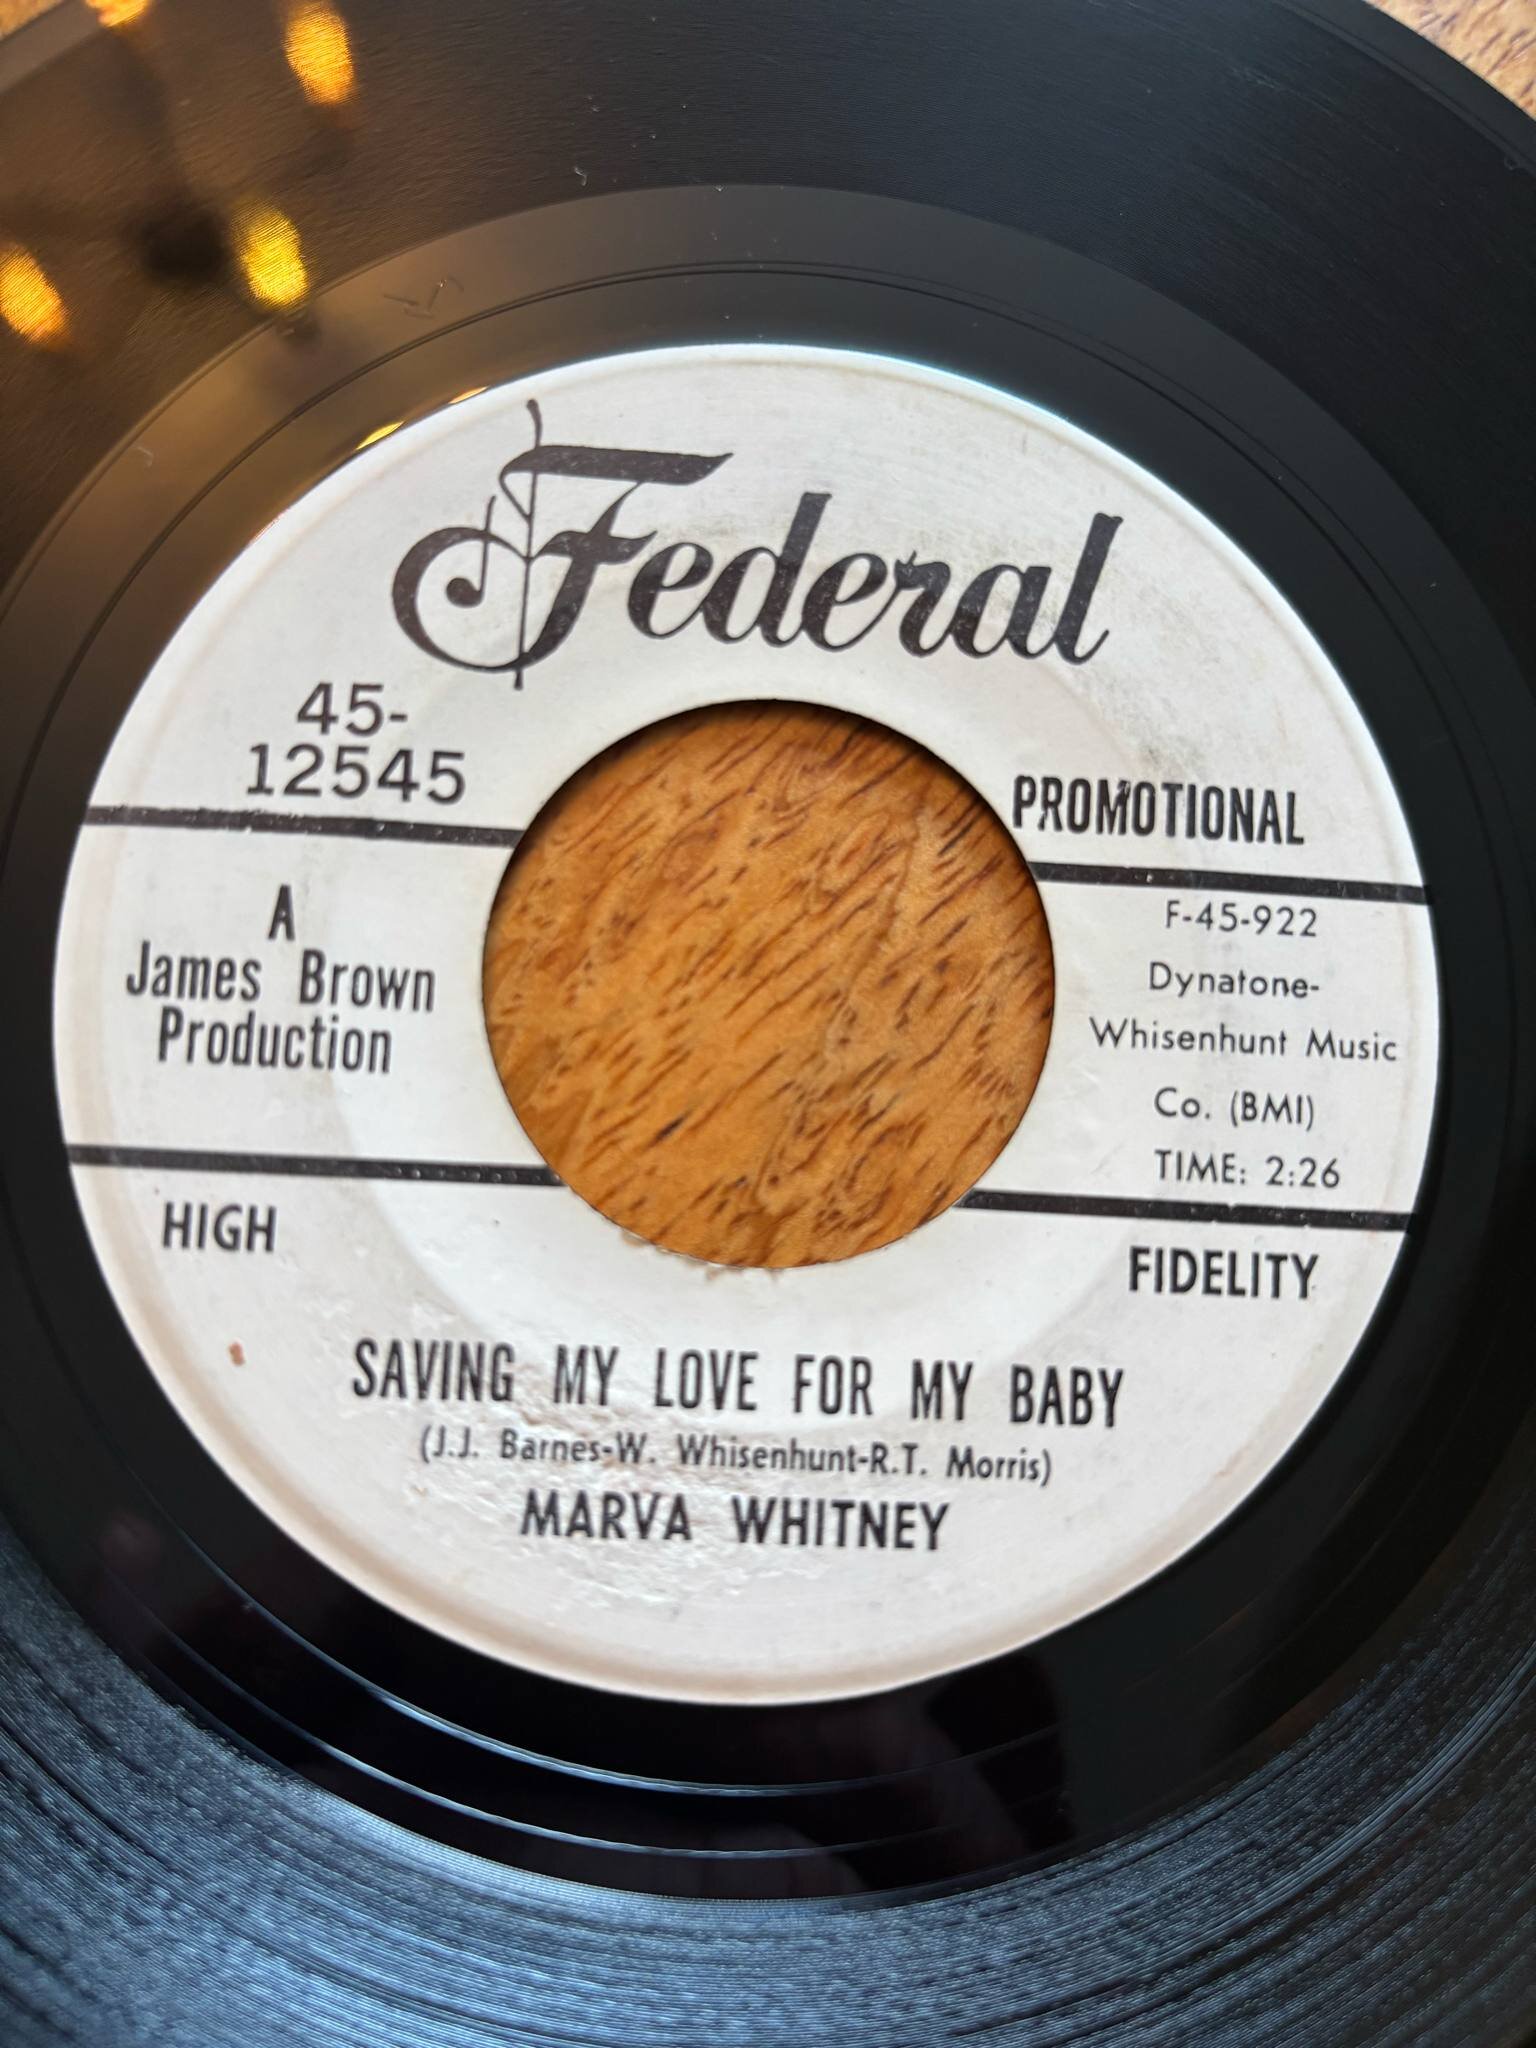 Federal
45-
12545
PROMOTIONAL
A
James Brown
Production
F-45-922
Dynatone-
Whisenhunt Music
Co. (BMI)
TIME: 2:26
HIGH
FIDELITY
SAVING MY LOVE FOR MY BABY
(J.J. Barnes-W. Whisenhunt-R.T. Morris)
MARVA WHITNEY